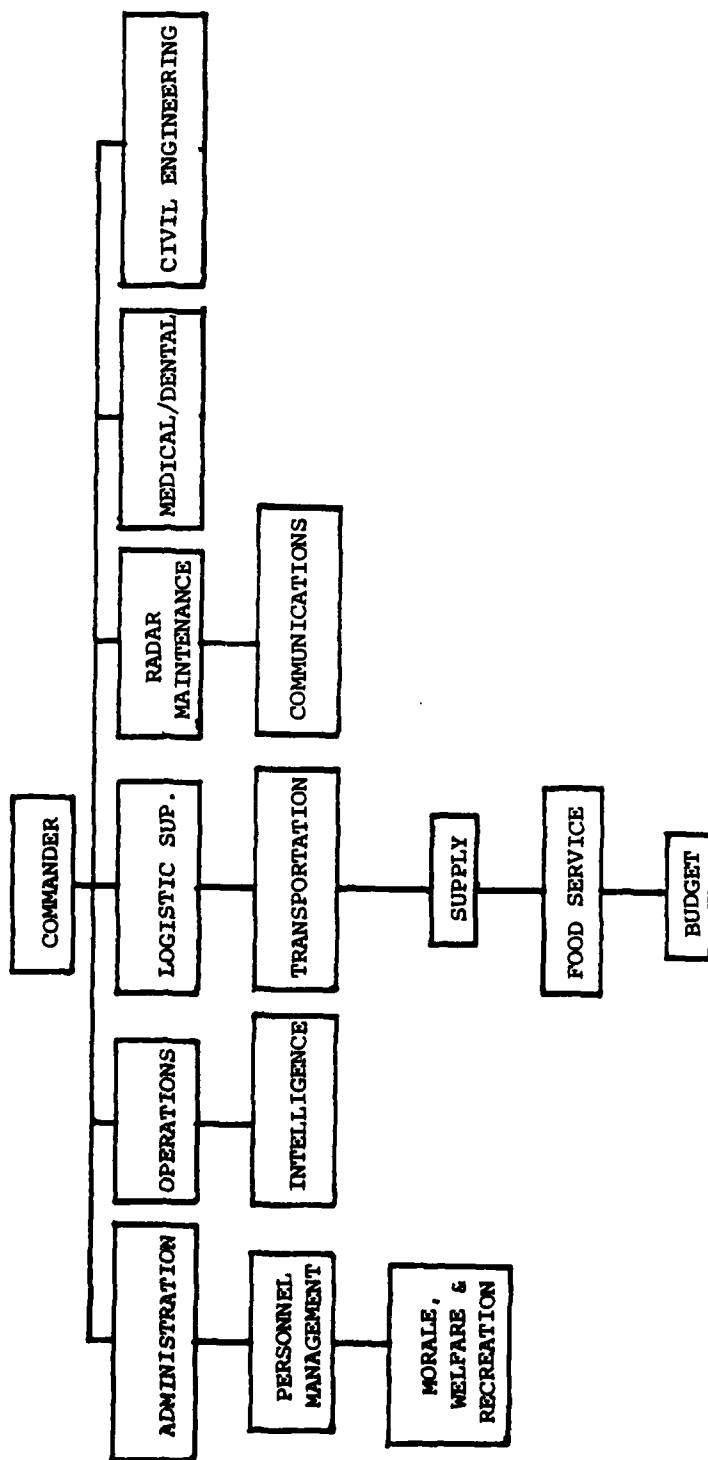 COMMANDER
ADMINISTRATION
OPERATIONS
LOGISTIC SUP.
RADAR
MAINTENANCE
MEDICAL/DENTAL
CIVIL ENGINEERING
PERSONNEL
MANAGEMENT
INTELLIGENCE
TRANSPORTATION
COMMUNICATIONS
MORALE,
WELFARE &
RECREATION
SUPPLY
FOOD SERVICE
BUDGET